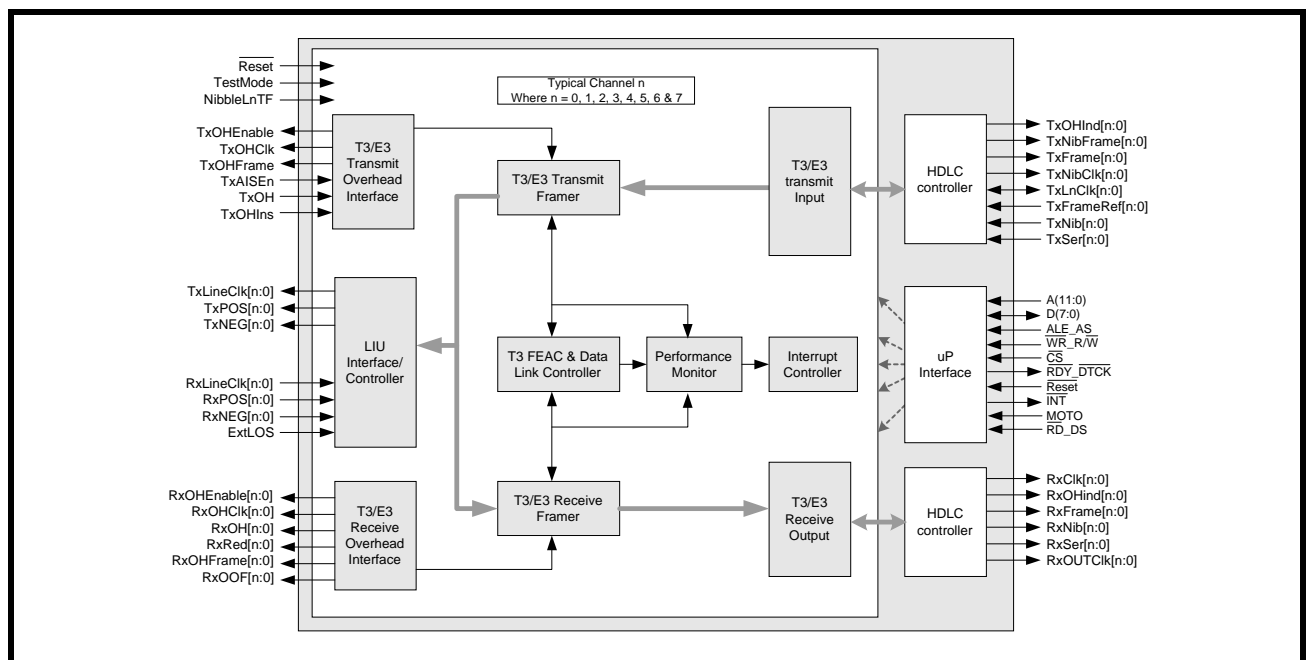 Reset
TestMode
NibbleLnTF
Typical Channel n
Where n = 0, 1, 2, 3, 4, 5, 6 & 7
TxOHEnable
TxOHClk
TxOHFrame
TxAISEn
TxOH
TxOHIns
T3/E3
Transmit
Overhead
Interface
T3/E3 Transmit
Framer
T3/E3
transmit
Input
HDLC
controller
TxOHInd[n:0]
TxNibFrame[n:0]
TxFrame[n:0]
TxNibClk[n:0]
TxLnClk[n:0]
TxFrameRef[n:0]
TxNib[n:0]
TxSer[n:0]
TxLineClk[n:0]
TxPOS[n:0]
TxNEG[n:0]
RxLineClk[n:0]
RxPOS[n:0]
RxNEG[n:0]
ExtLOS
LIU
Interface/
Controller
T3 FEAC & Data
Link Controller
Performance
Monitor
Interrupt
Controller
uP
Interface
A(11:0)
D(7:0)
ALE_AS
WR_R/W
CS
RDY_DTCK
Reset
INT
MOTO
RD_DS
RxOHEnable[n:0]
RxOHClk[n:0]
RxOH[n:0]
RxRed[n:0]
RxOHFrame[n:0]
RxOOF[n:0]
T3/E3
Receive
Overhead
Interface
T3/E3 Receive
Framer
T3/E3
Receive
Output
HDLC
controller
RxClk[n:0]
RxOHind[n:0]
RxFrame[n:0]
RxNib[n:0]
RxSer[n:0]
RxOUTClk[n:0]